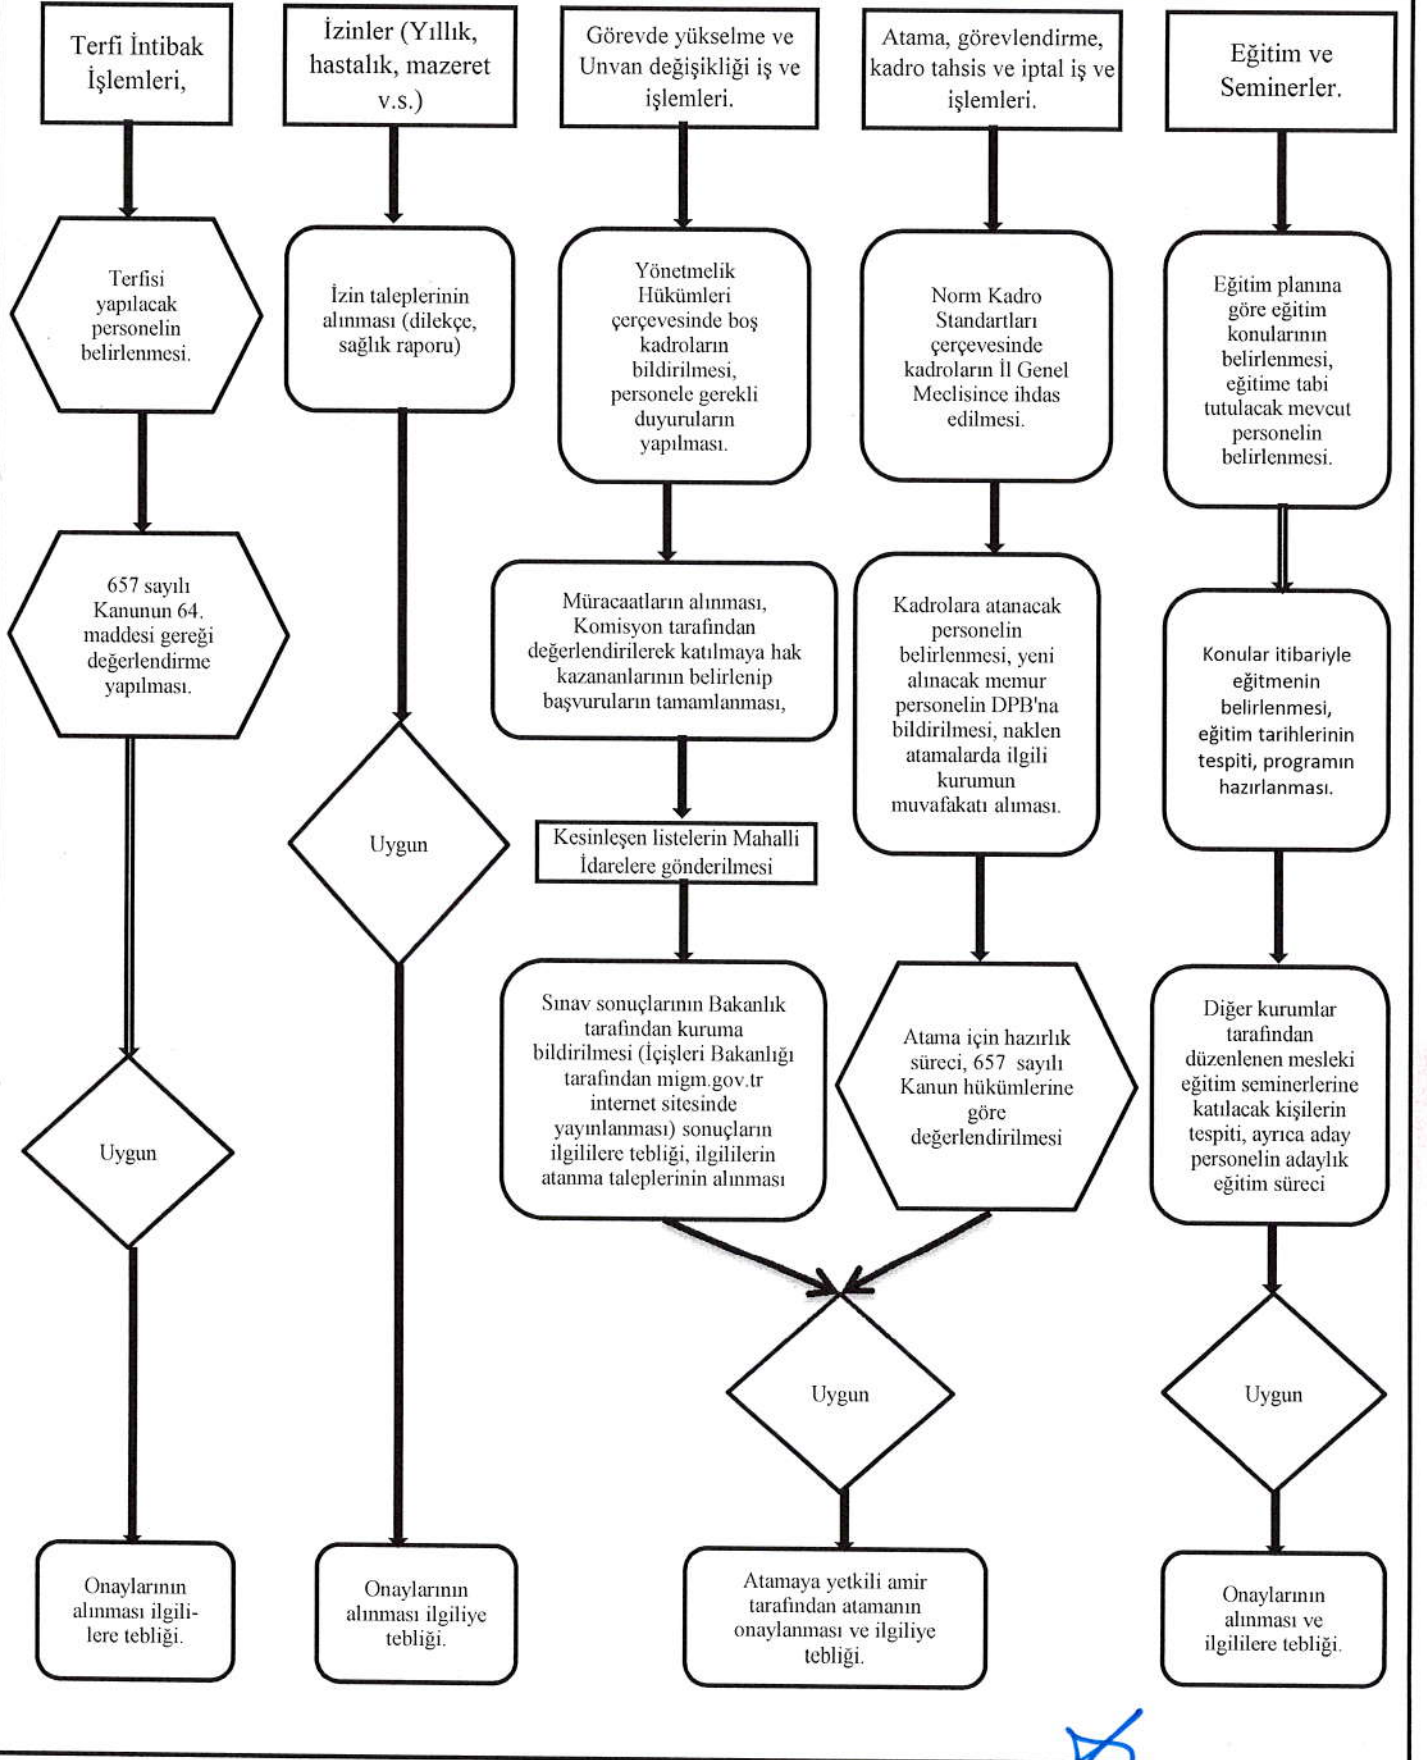 Terfi İntibak
İşlemleri,
İzinler (Yıllık,
hastalık, mazeret
v.s.)
Görevde yükselme ve
Unvan değişikliği iş ve
işlemleri.
Atama, görevlendirme,
kadro tahsis ve iptal iş ve
işlemleri.
Eğitim ve
Seminerler.
Terfisi
yapılacak
personelin
belirlenmesi.
657 sayılı
Kanunun 64.
maddesi gereği
değerlendirme
yapılması.
Uygun
Onaylarının
alınması ilgili-
lere tebliği.
İzin taleplerinin
alınması (dilekçe,
sağlık raporu)
Uygun
Onaylarının
alınması ilgiliye
tebliği.
Yönetmelik
Hükümleri
çerçevesinde boş
kadroların
bildirilmesi,
personele gerekli
duyuruların
yapılması.
Müracaatların alınması,
Komisyon tarafından
değerlendirilerek katılmaya hak
kazananlarının belirlenip
başvuruların tamamlanması,
Kesinleşen listelerin Mahalli
İdarelere gönderilmesi
Sınav sonuçlarının Bakanlık
tarafından kuruma
bildirilmesi (İçişleri Bakanlığı
tarafından migm.gov.tr
internet sitesinde
yayınlanması) sonuçların
ilgililere tebliği, ilgililerin
atanma taleplerinin alınması
Norm Kadro
Standartları
çerçevesinde
kadroların İl Genel
Meclisince ihdas
edilmesi.
Kadrolara atanacak
personelin
belirlenmesi, yeni
alınacak memur
personelin DPB'na
bildirilmesi, naklen
atamalarda ilgili
kurumun
muvafakatı alıması.
Atama için hazırlık
süreci, 657 sayılı
Kanun hükümlerine
göre
değerlendirilmesi
Uygun
Atamaya yetkili amir
tarafından atamanın
onaylanması ve ilgiliye
tebliği.
Eğitim planına
göre eğitim
konularının
belirlenmesi,
eğitime tabi
tutulacak mevcut
personelin
belirlenmesi.
Konular itibariyle
eğitmenin
belirlenmesi,
eğitim tarihlerinin
tespiti, programın
hazırlanması.
Diğer kurumlar
tarafından
düzenlenen mesleki
eğitim seminerlerine
katılacak kişilerin
tespiti, ayrıca aday
personelin adaylık
eğitim süreci
Uygun
Onaylarının
alınması ve
ilgililere tebliği.